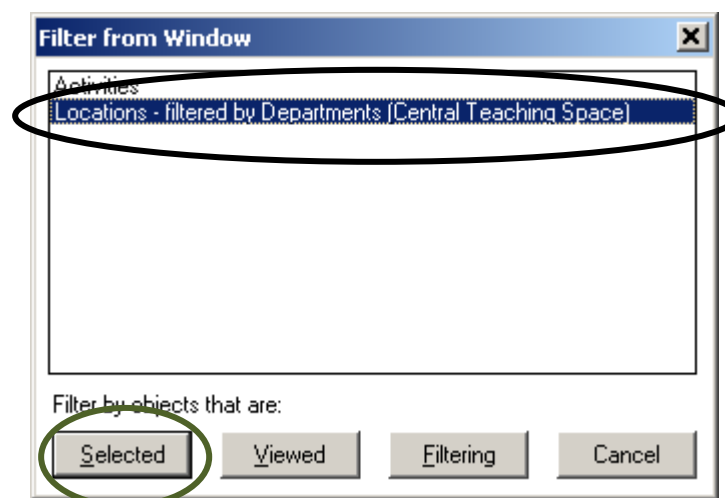 Filter from Window
Activities
Locations - filtered by Departments (Central Teaching Space)
Filter by objects that are:
Selected Viewed Filtering Cancel